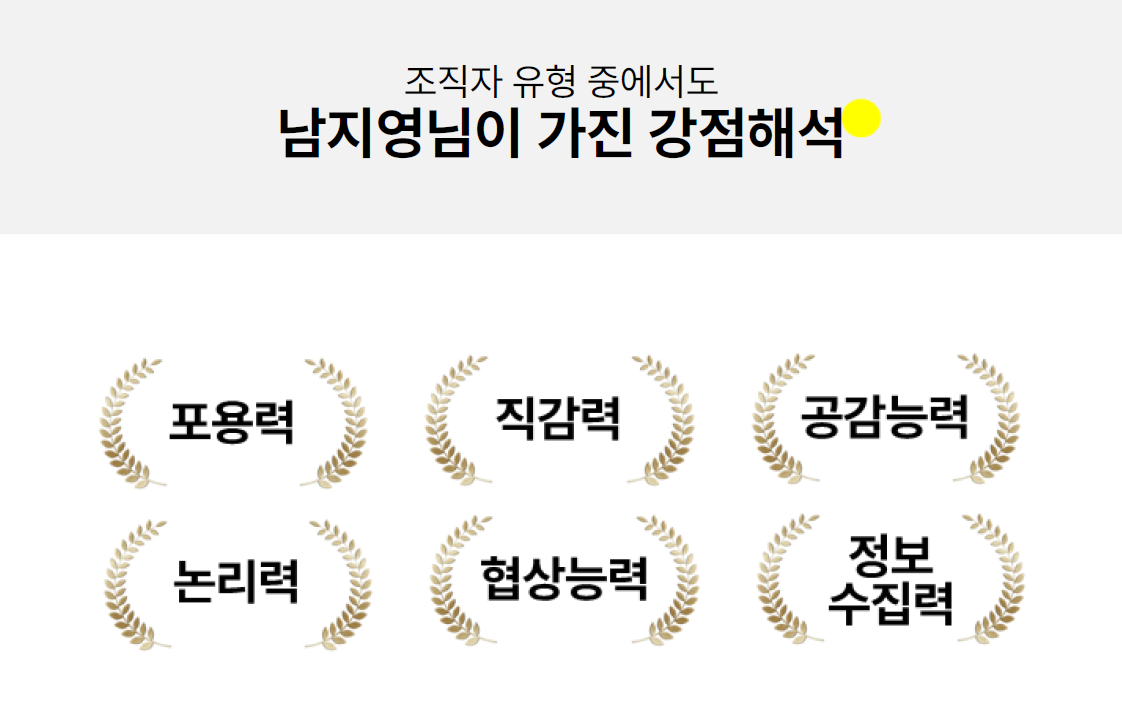 조직자 유형 중에서도
남지영님이 가진 강점해석
포용력
직감력
공감능력
논리력
협상능력
정보
수집력